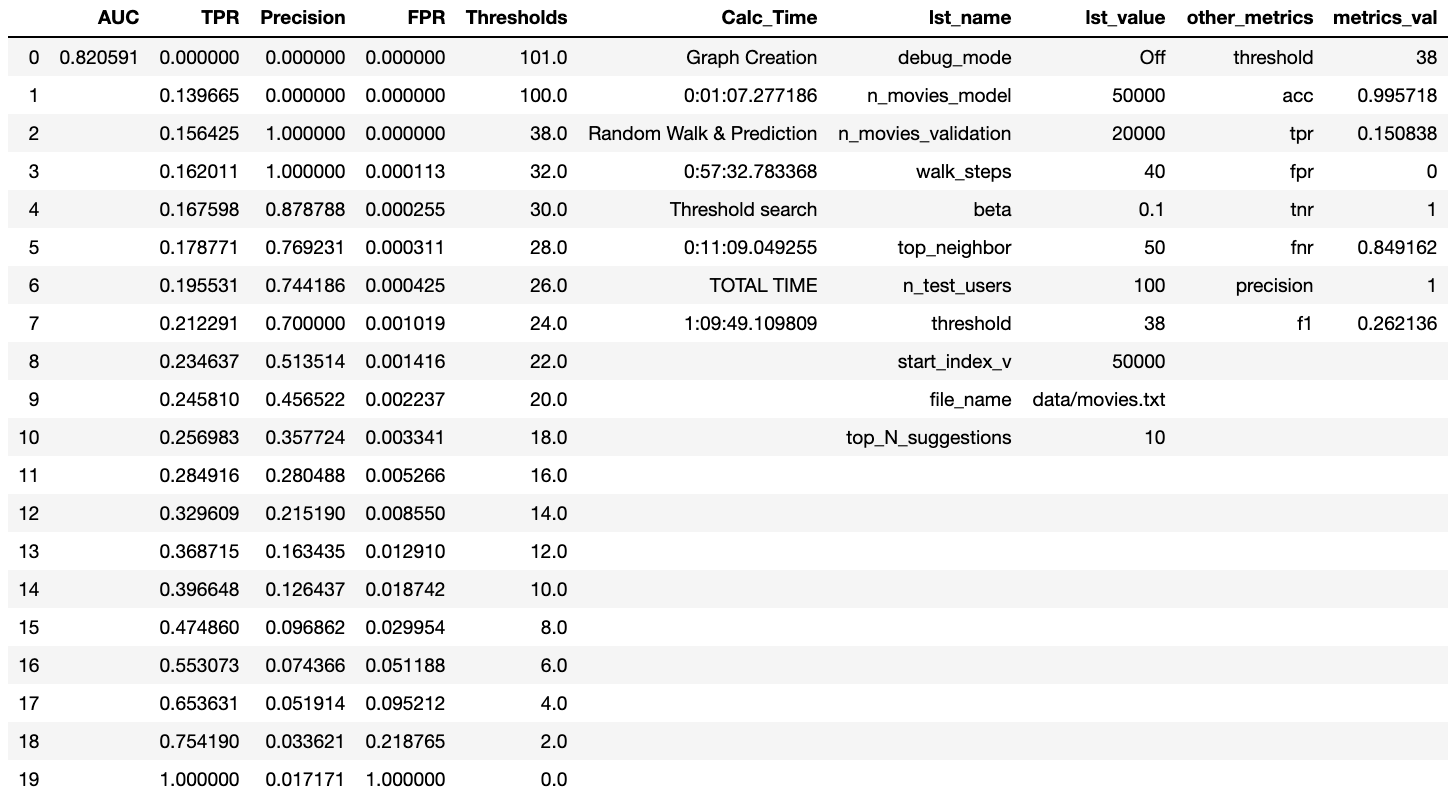 AUC TPR Precision FPR Thresholds Calc_Time lst_name lst_value other_metrics metrics_val
0 0.820591 0.000000 0.000000 0.000000 101.0 Graph Creation debug_mode Off threshold 38
1 0.139665 0.000000 0.000000 100.0 0:01:07.277186 n_movies_model 50000 acc 0.995718
2 0.156425 1.000000 0.000000 38.0 Random Walk & Prediction n_movies_validation 20000 tpr 0.150838
3 0.162011 1.000000 0.000113 32.0 0:57:32.783368 walk_steps 40 fpr 0
4 0.167598 0.878788 0.000255 30.0 Threshold search beta 0.1 tnr 1
5 0.178771 0.769231 0.000311 28.0 0:11:09.049255 top_neighbor 50 fnr 0.849162
6 0.195531 0.744186 0.000425 26.0 TOTAL TIME n_test_users 100 precision 1
7 0.212291 0.700000 0.001019 24.0 1:09:49.109809 threshold 38 f1 0.262136
8 0.234637 0.513514 0.001416 22.0 start_index_v 50000
9 0.245810 0.456522 0.002237 20.0 file_name data/movies.txt
10 0.256983 0.357724 0.003341 18.0 top_N_suggestions 10
11 0.284916 0.280488 0.005266 16.0
12 0.329609 0.215190 0.008550 14.0
13 0.368715 0.163435 0.012910 12.0
14 0.396648 0.126437 0.018742 10.0
15 0.474860 0.096862 0.029954 8.0
16 0.553073 0.074366 0.051188 6.0
17 0.653631 0.051914 0.095212 4.0
18 0.754190 0.033621 0.218765 2.0
19 1.000000 0.017171 1.000000 0.0